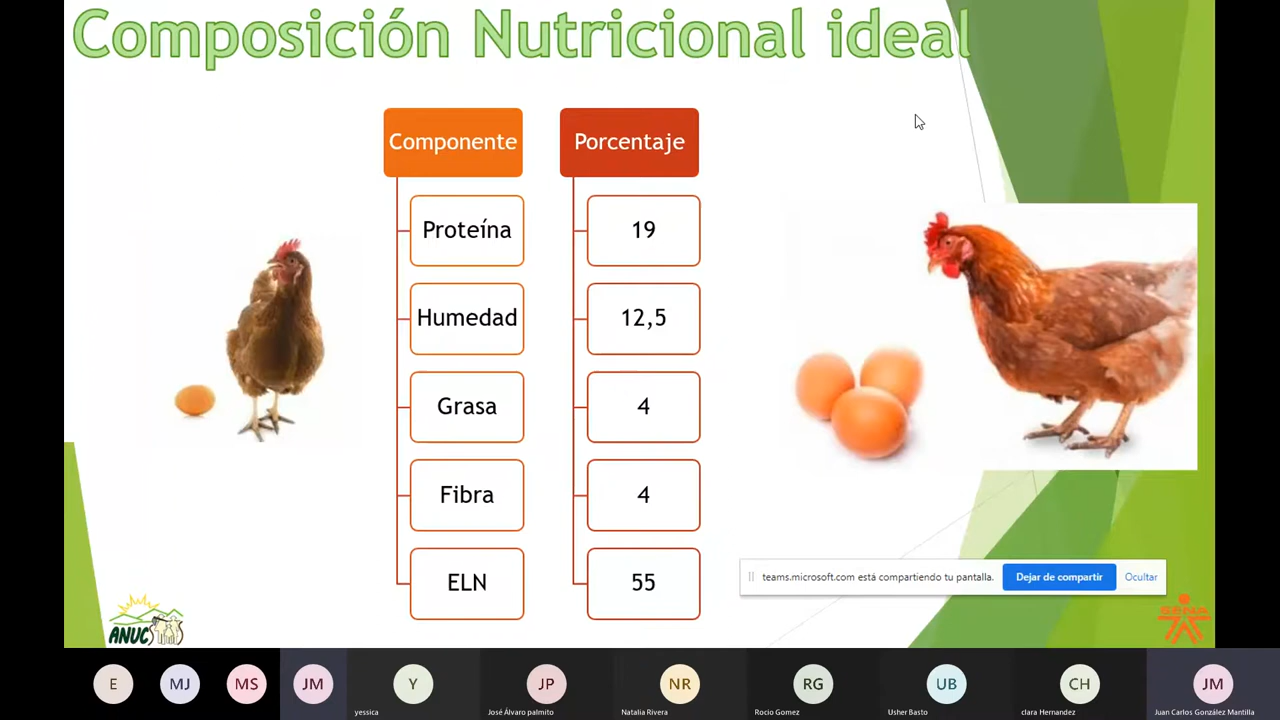 Composición Nutricional ideal
Componente
Porcentaje
Proteína
19
Humedad
12,5
Grasa
4
Fibra
4
ELN
55
teams.microsoft.com está compartiendo tu pantalla.
Dejar de compartir
Ocultar
ANUC
SENA
E
MJ
MS
JM
Y
JP
NR
RG
UB
CH
JM
yessica
José Álvaro palmito
Natalia Rivera
Rocio Gomez
Usher Basto
clara Hernandez
Juan Carlos González Mantilla